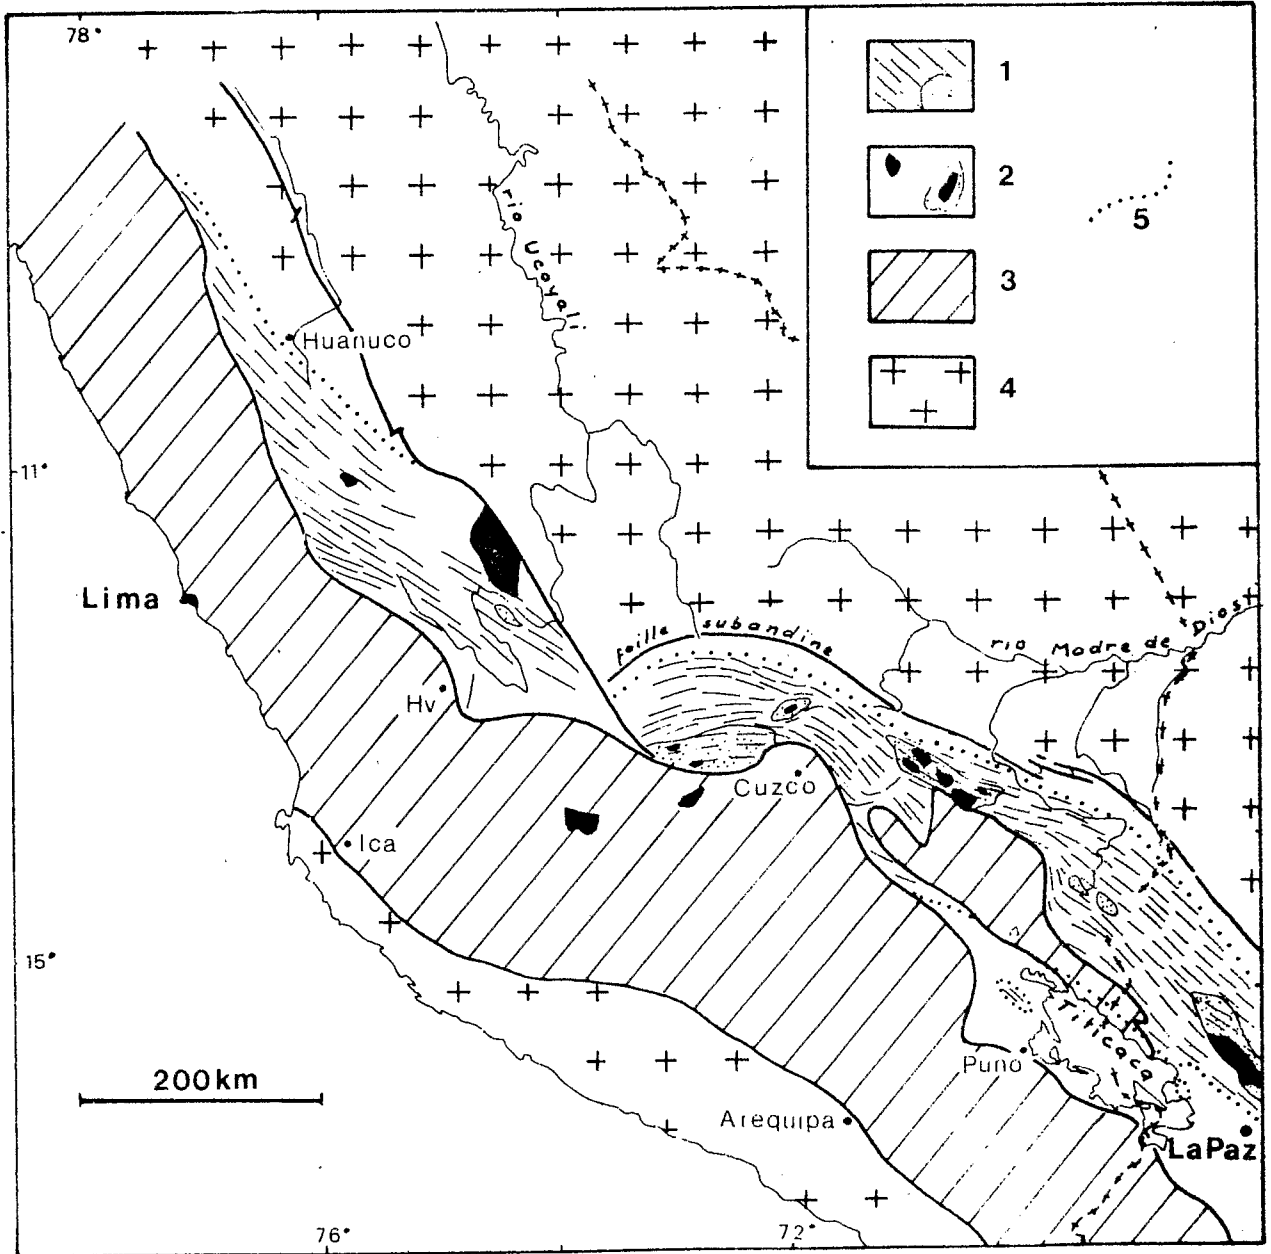 78°
1
2
5
3
4
rio Ucayali
Huanuco
11°
Lima
faille subandine
rio Madre de Dios
Hv
Cuzco
Ica
15°
Titicaca
200km
Puno
Arequipa
LaPaz
76°
72°